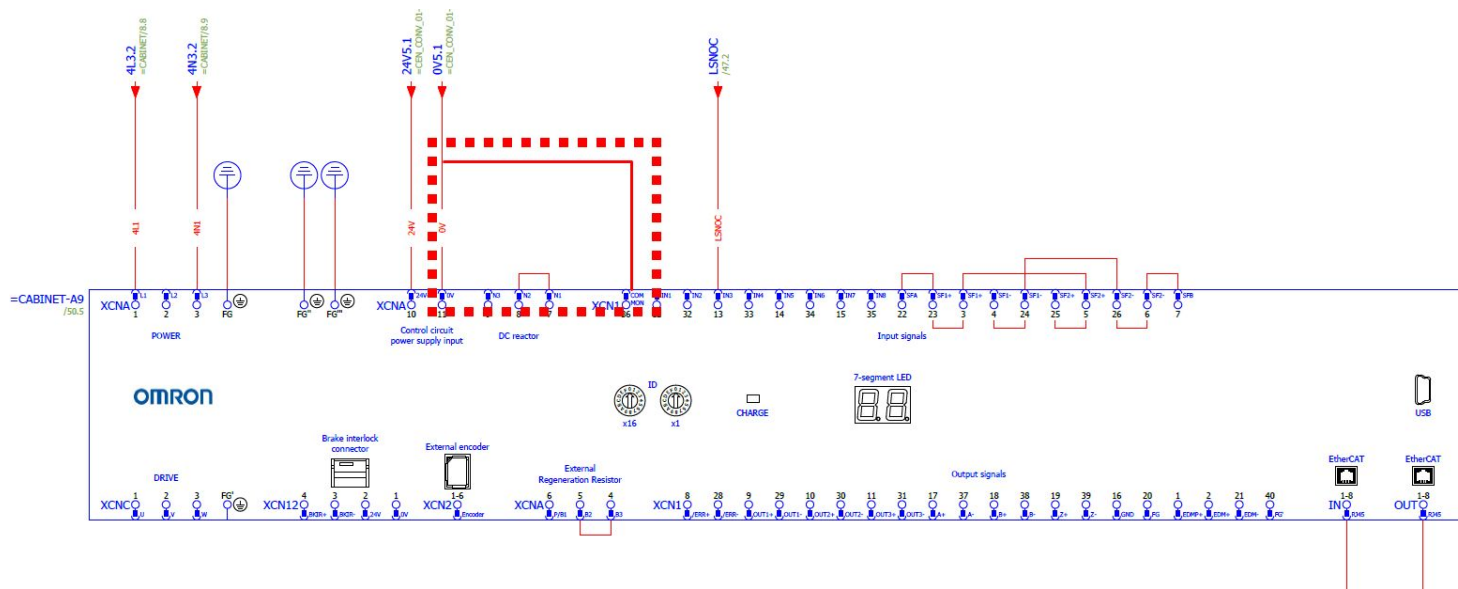 4L3.2
=CABINET/8.8
4N3.2
=CABINET/8.9
24V5.1
=CEN_CONV_01-
0V5.1
=CEN_CONV_01-
LSNOC
/47.2
4L1
4N1
24V
0V
LSNOC
=CABINET-A9
/50.5
XCNA L1 L2 L3 XCNA 24V 0V N3 N2 N1 XCN1 COM MON IN1 IN2 IN3 IN4 IN5 IN6 IN7 IN8 SFA SF1+ SF1+ SF1- SF1- SF2+ SF2+ SF2- SF2- SFB
1 2 3 FG FG" FG''' 10 11 8 7 36 32 13 33 14 34 15 35 22 23 3 4 24 25 5 26 6 7
POWER
Control circuit
power supply input
DC reactor
Input signals
OMRON
ID
x16
x1
CHARGE
7-segment LED
USB
Brake interlock
connector
External encoder
External
Regeneration Resistor
Output signals
EtherCAT
EtherCAT
DRIVE
1 2 3 FG' 4 3 2 1 1-6 6 5 4 8 28 9 29 10 30 11 31 17 37 18 38 19 39 16 20 1 2 21 40 1-8 1-8
XCNC XCN12 XCN2 XCNA XCN1 IN OUT
U V W BKIR+ BKIR- 24V 0V Encoder P/B1 B2 B3 /ERR+ /ERR- OUT1+ OUT1- OUT2+ OUT2- OUT3+ OUT3- A+ A- B+ B- Z+ Z- GND FG EDMP+ EDM+ EDM- FG' RJ45 RJ45